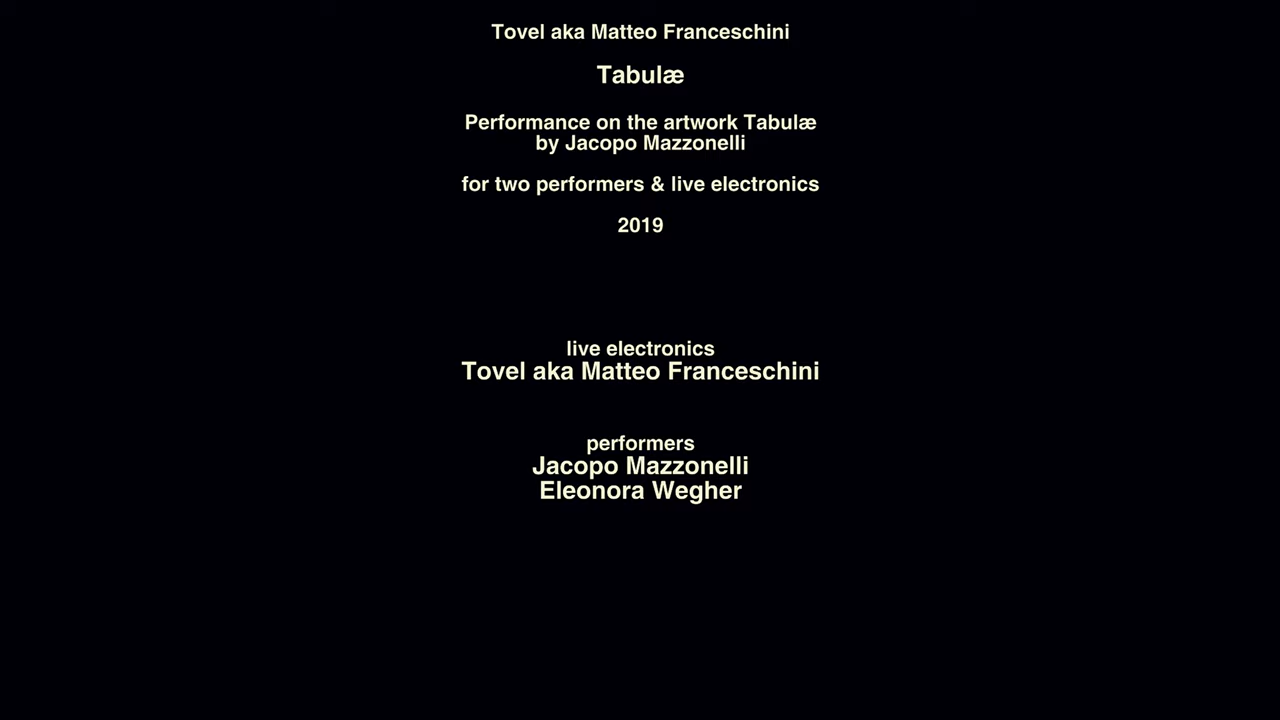 Tovel aka Matteo Franceschini
Tabulæ
Performance on the artwork Tabulæ
by Jacopo Mazzonelli
for two performers & live electronics
2019
live electronics
Tovel aka Matteo Franceschini
performers
Jacopo Mazzonelli
Eleonora Wegher